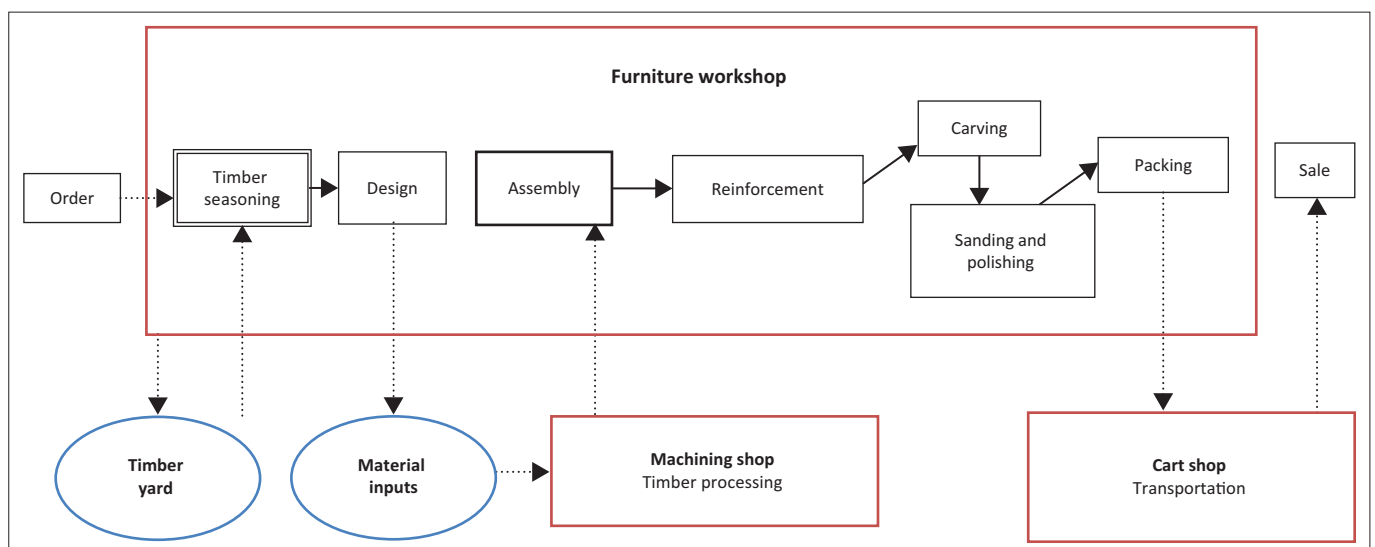 Furniture workshop
Order
Timber
seasoning
Design
Assembly
Reinforcement
Carving
Sanding and
polishing
Packing
Sale
Timber
yard
Material
inputs
Machining shop
Timber processing
Cart shop
Transportation